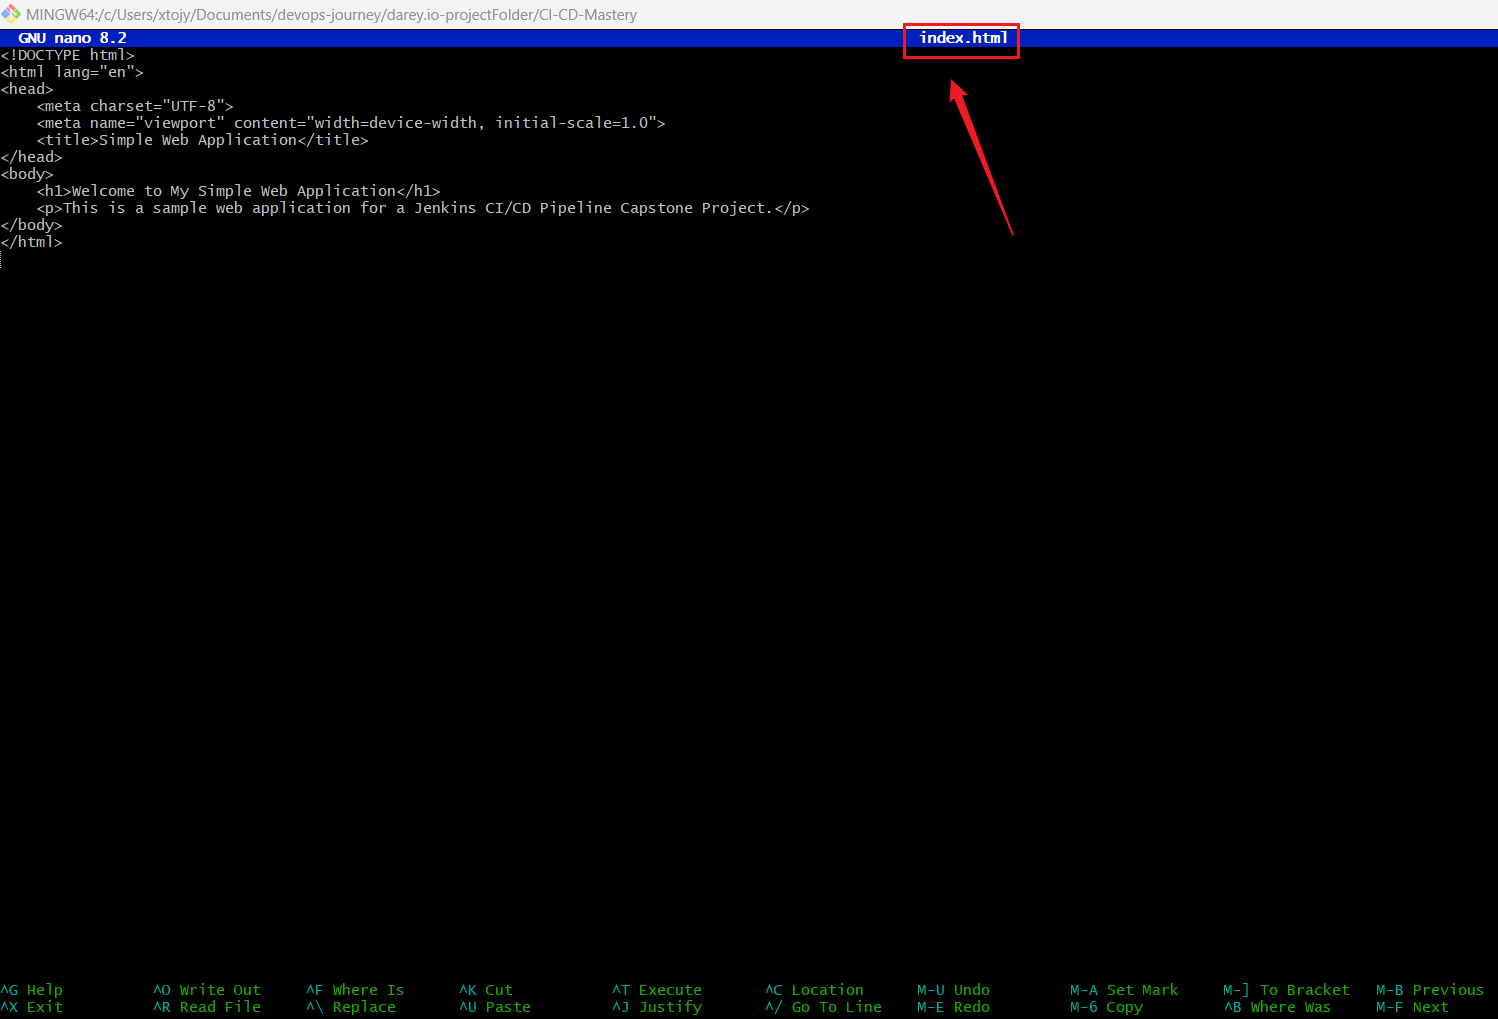 MINGW64:/c/Users/xtojy/Documents/devops-journey/darey.io-projectFolder/CI-CD-Mastery
GNU nano 8.2 index.html
<!DOCTYPE html>
<html lang="en">
<head>
    <meta charset="UTF-8">
    <meta name="viewport" content="width=device-width, initial-scale=1.0">
    <title>Simple Web Application</title>
</head>
<body>
    <h1>Welcome to My Simple Web Application</h1>
    <p>This is a sample web application for a Jenkins CI/CD Pipeline Capstone Project.</p>
</body>
</html>
^G Help ^O Write Out ^F Where Is ^K Cut ^T Execute ^C Location M-U Undo M-A Set Mark M-] To Bracket M-B Previous
^X Exit ^R Read File ^\ Replace ^U Paste ^J Justify ^/ Go To Line M-E Redo M-6 Copy ^B Where Was M-F Next